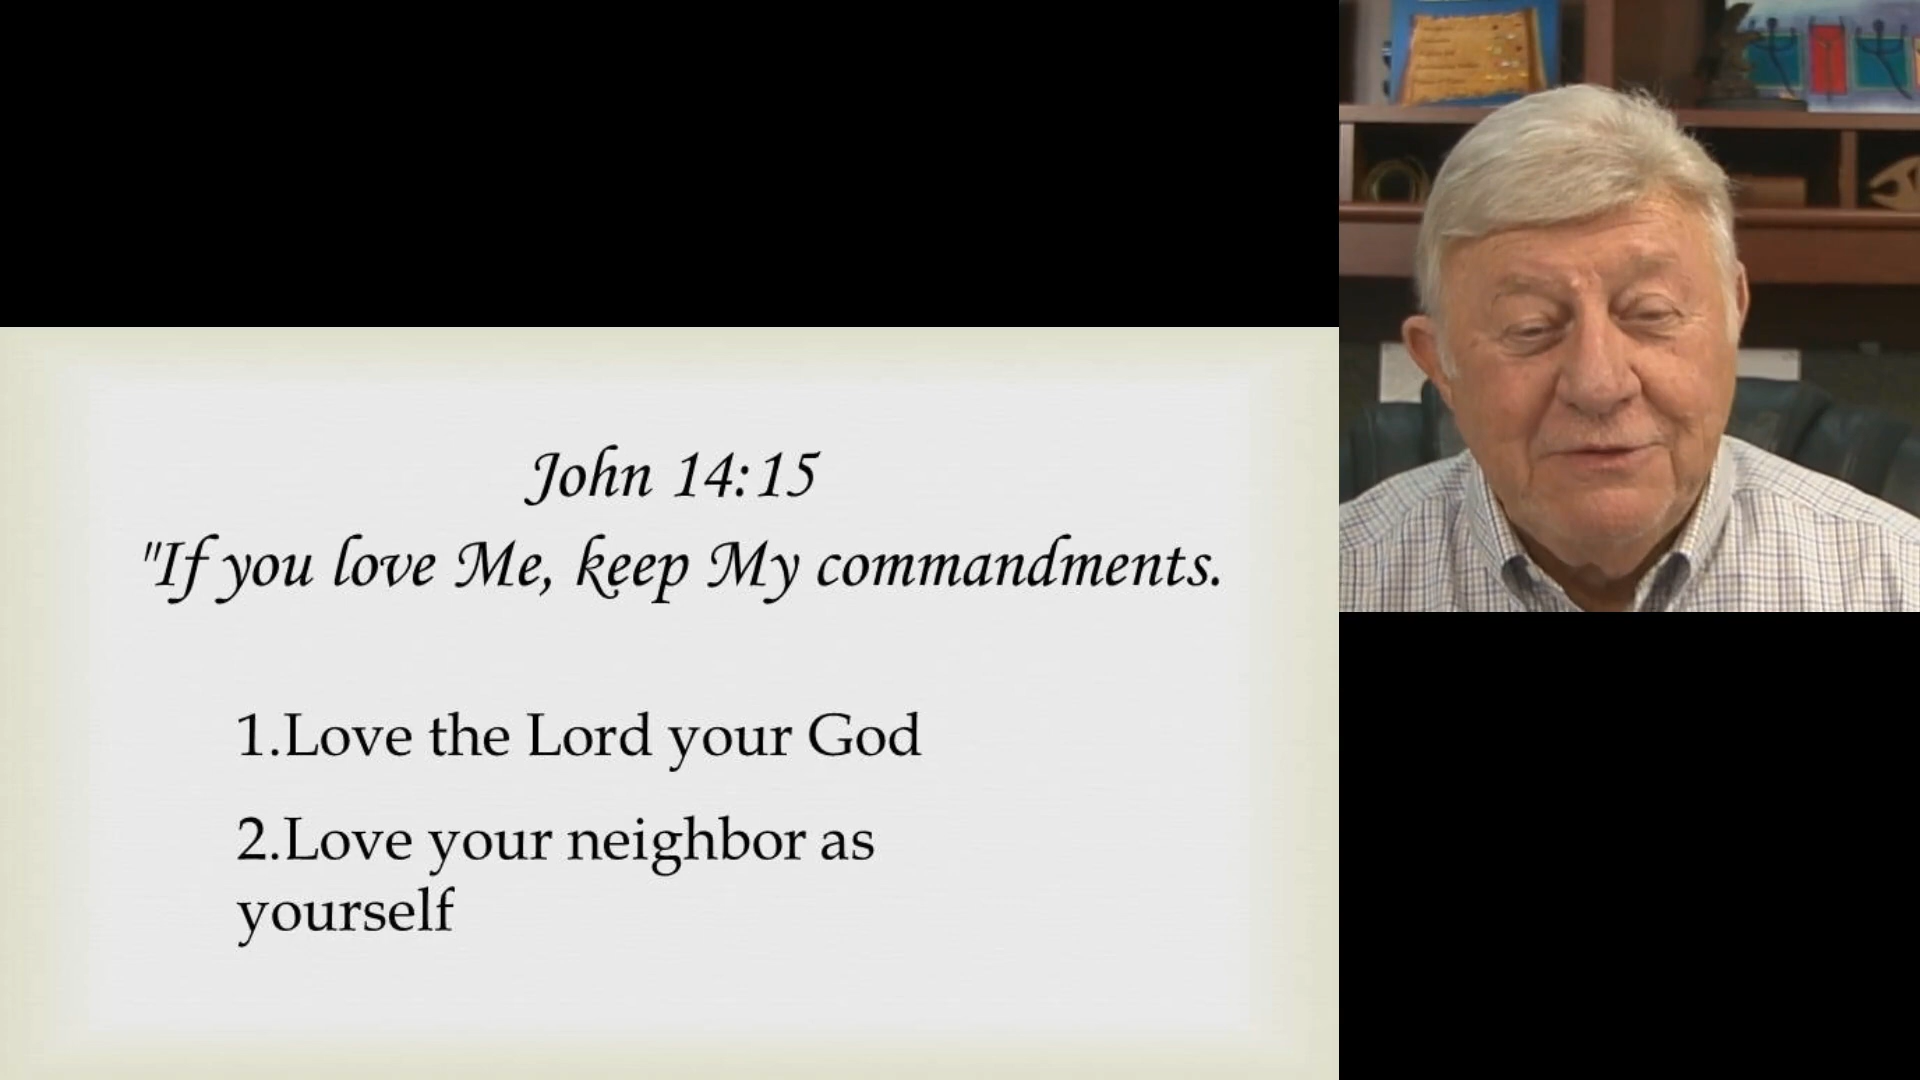 John 14:15
"If you love Me, keep My commandments.
1.Love the Lord your God
2.Love your neighbor as
yourself